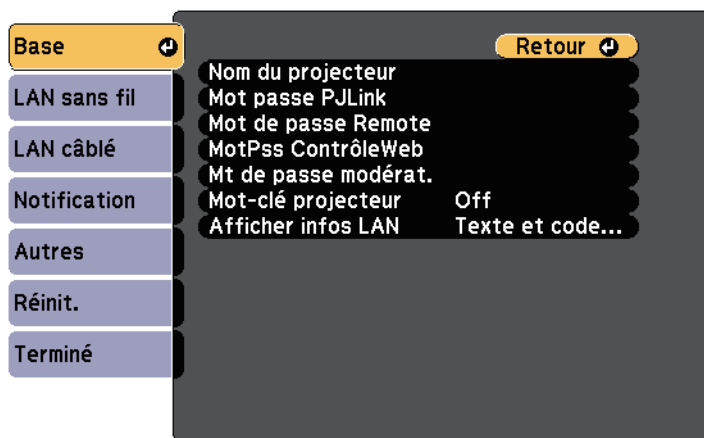 Base
LAN sans fil
LAN câblé
Notification
Autres
Réinit.
Terminé
Retour
Nom du projecteur
Mot passe PJLink
Mot de passe Remote
MotPss ContrôleWeb
Mt de passe modérat.
Mot-clé projecteur Off
Afficher infos LAN Texte et code...